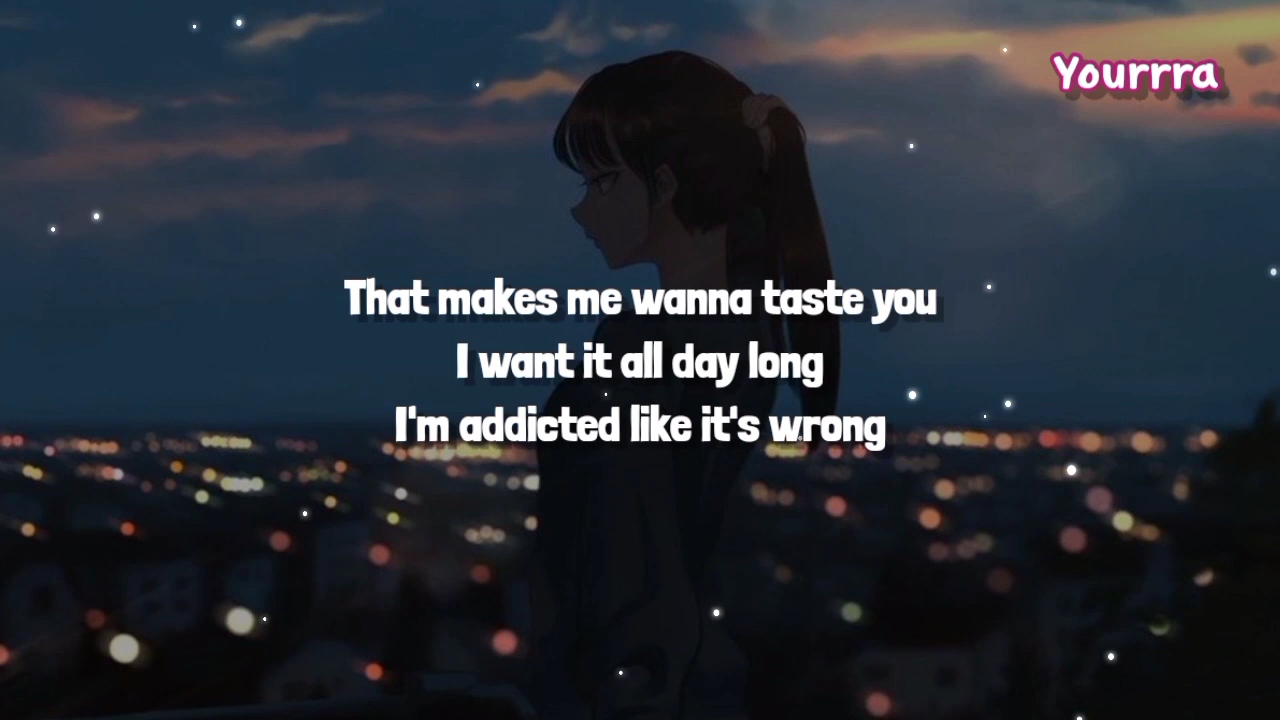 Yourrra
That makes me wanna taste you
I want it all day long
I'm addicted like it's wrong